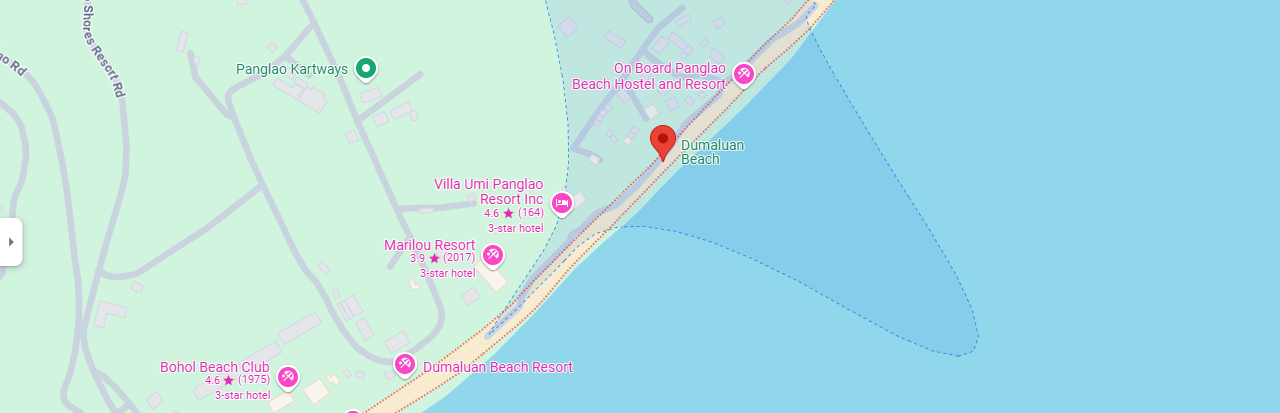 Shores Resort Rd
ao Rd
Panglao Kartways
On Board Panglao
Beach Hostel and Resort
Dumaluan
Beach
Villa Umi Panglao
Resort Inc
4.6 ★ (164)
3-star hotel
Marilou Resort
3.9 ★ (2017)
3-star hotel
Bohol Beach Club
4.6 ★ (1975)
3-star hotel
Dumaluan Beach Resort